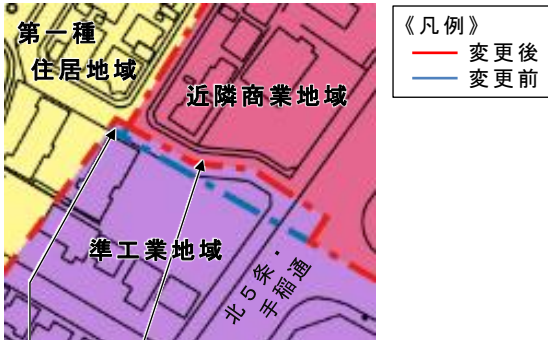 第一種
住居地域
近隣商業地域
準工業地域
北5条・
手稲通
《凡例》
変更後
変更前